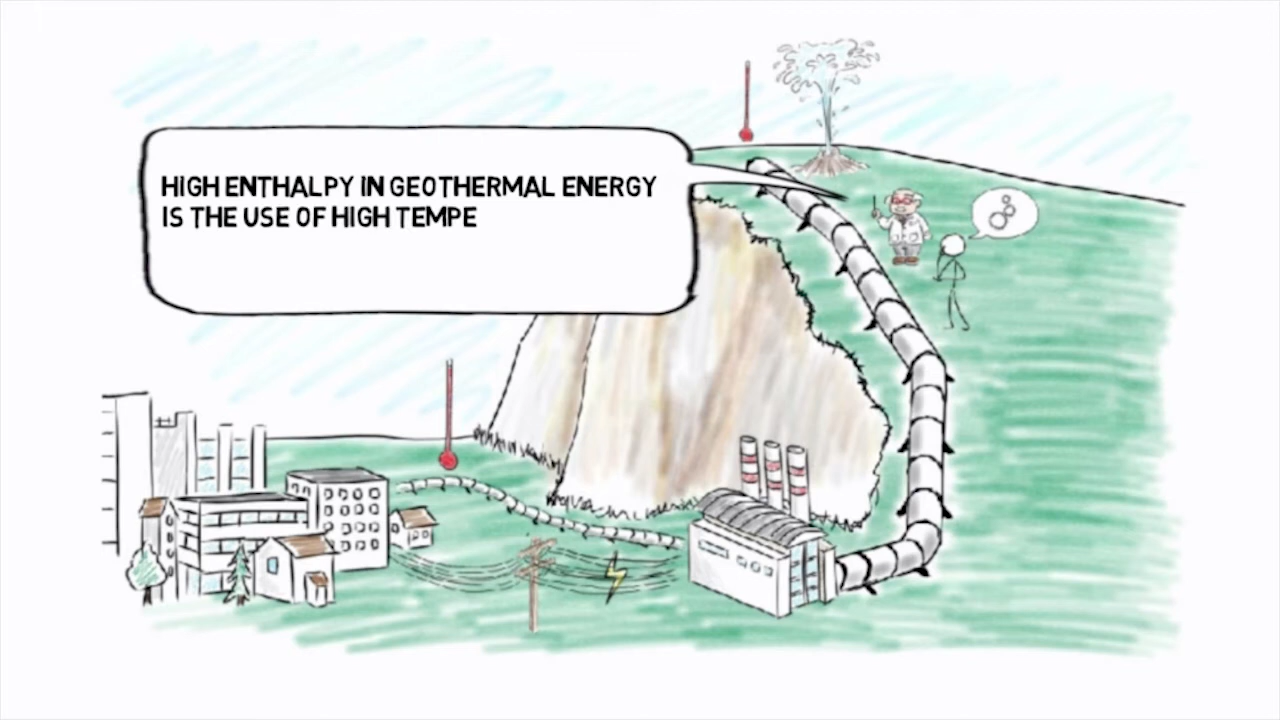 HIGH ENTHALPY IN GEOTHERMAL ENERGY
IS THE USE OF HIGH TEMPE